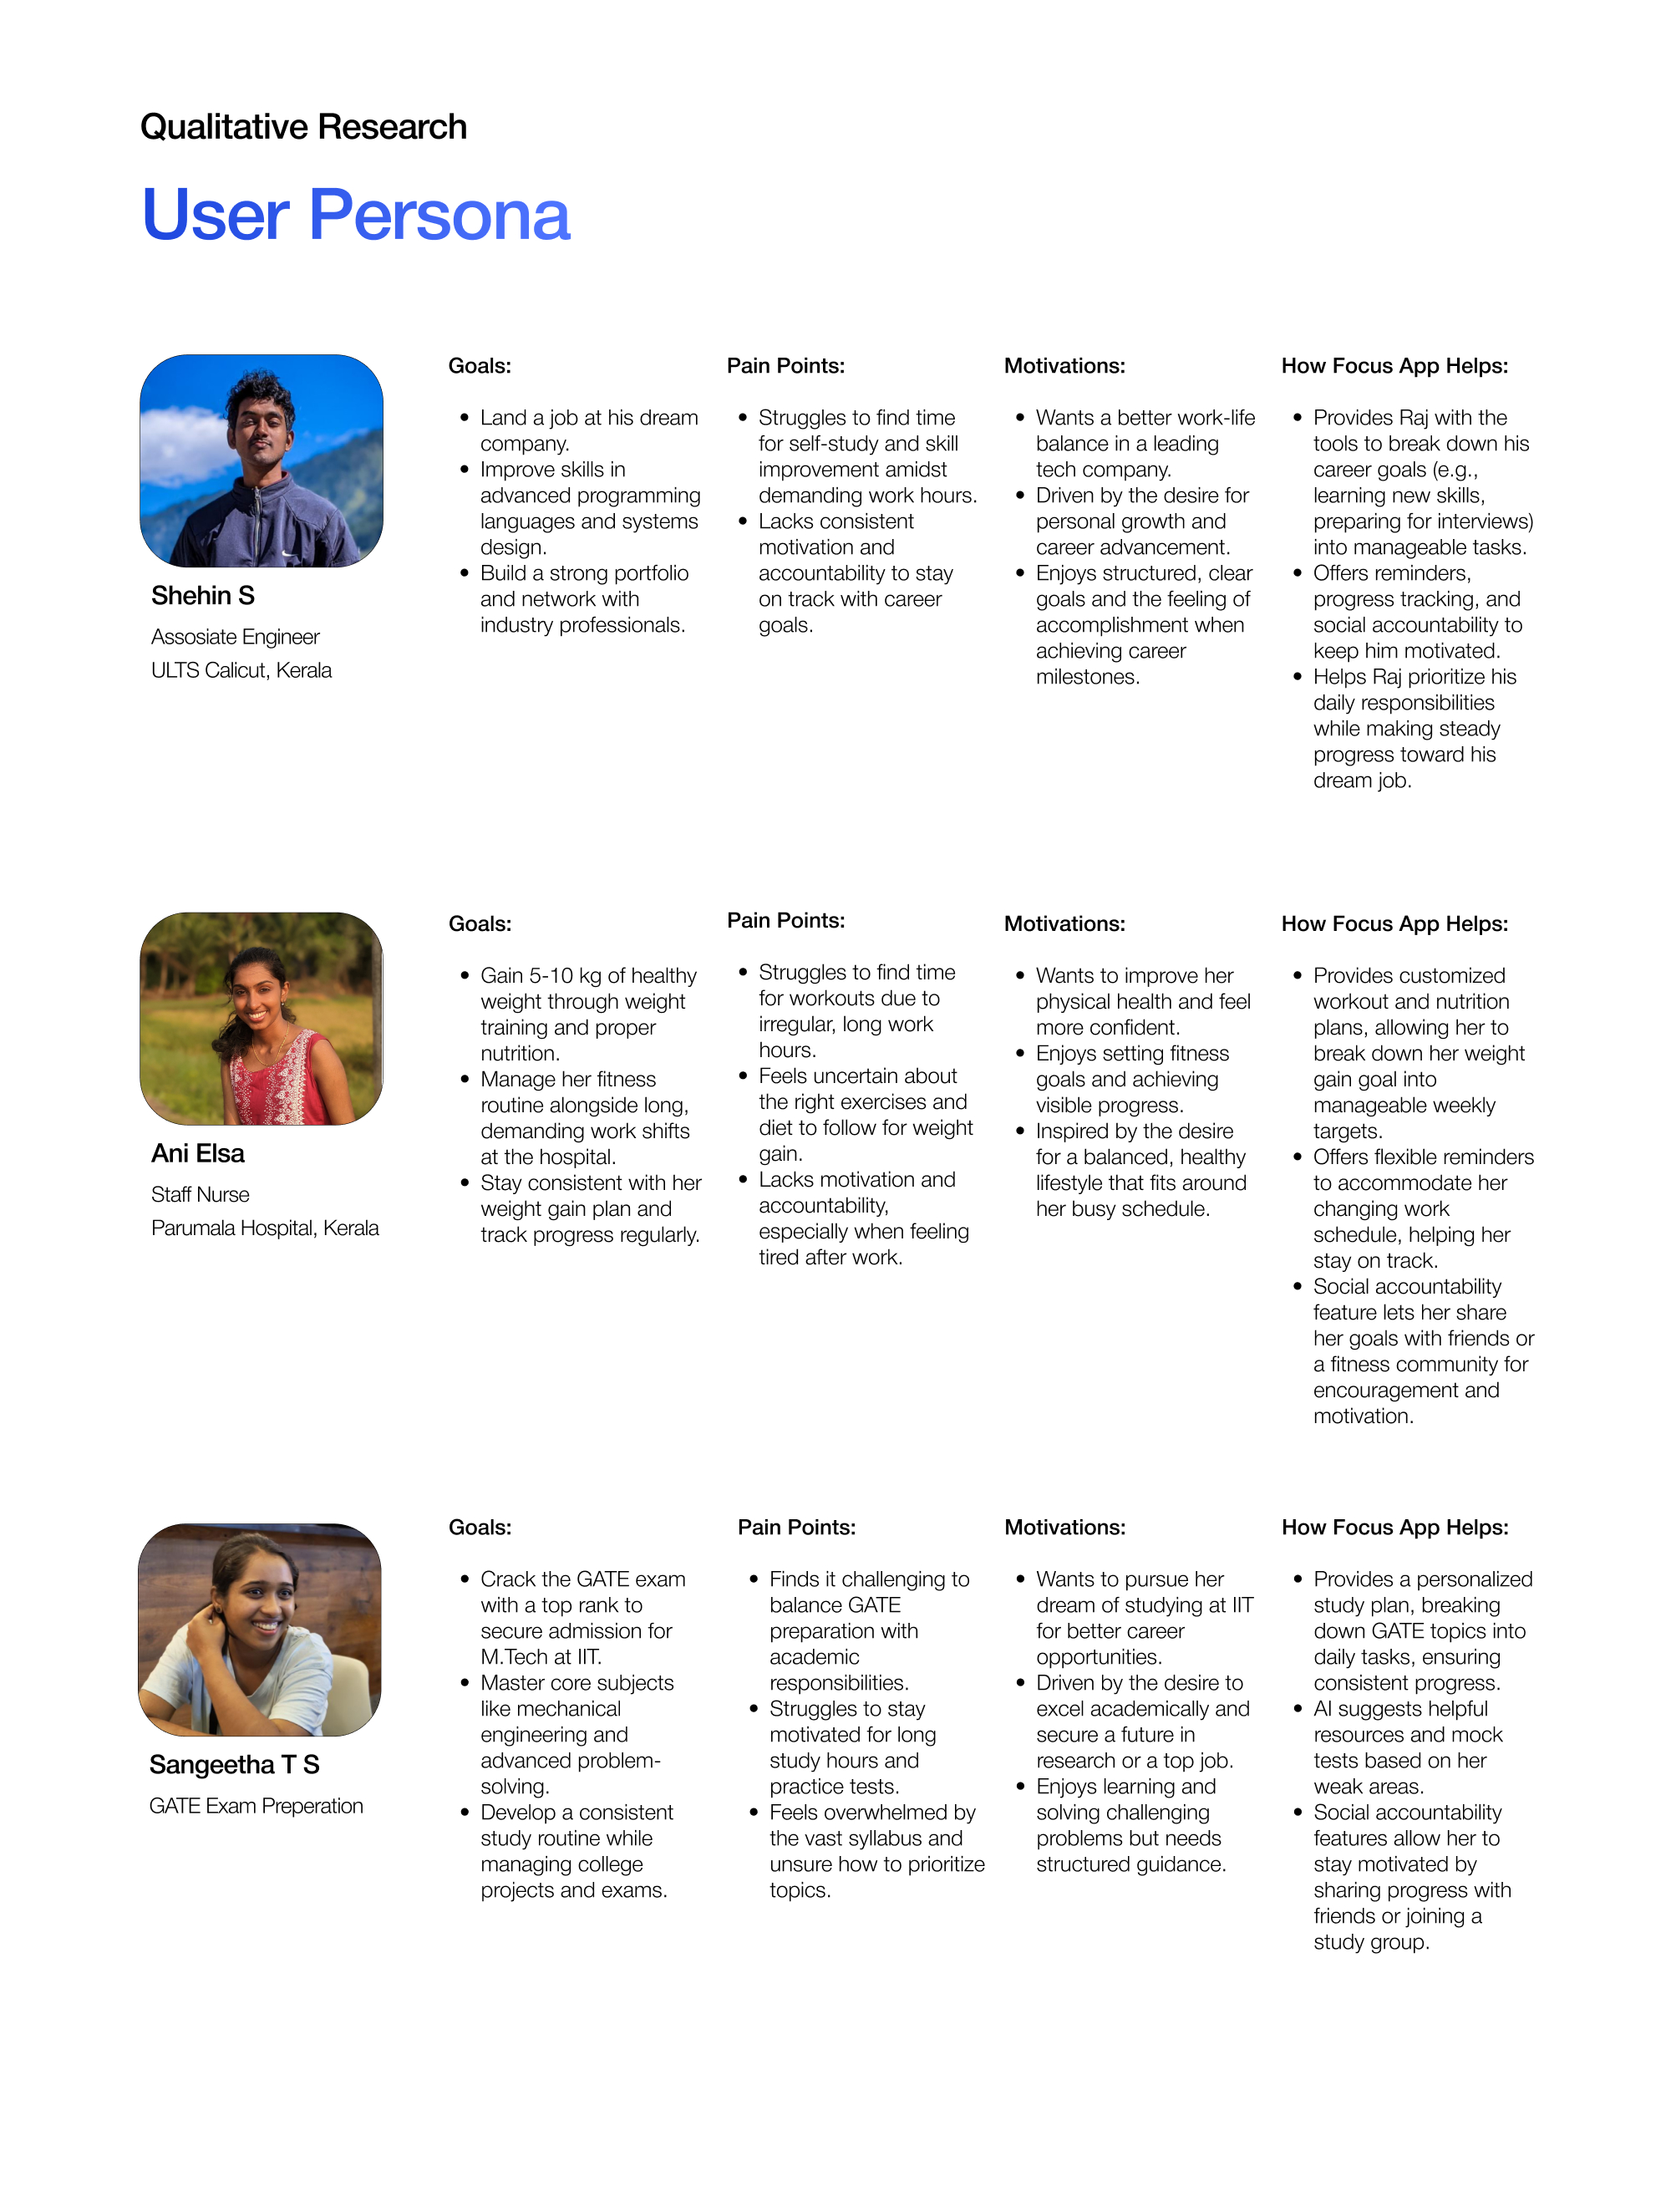 Qualitative Research
User Persona
Shehin S
Assosiate Engineer
ULTS Calicut, Kerala
Goals:
• Land a job at his dream
company.
• Improve skills in
advanced programming
languages and systems
design.
• Build a strong portfolio
and network with
industry professionals.
Pain Points:
• Struggles to find time
for self-study and skill
improvement amidst
demanding work hours.
• Lacks consistent
motivation and
accountability to stay
on track with career
goals.
Motivations:
• Wants a better work-life
balance in a leading
tech company.
• Driven by the desire for
personal growth and
career advancement.
• Enjoys structured, clear
goals and the feeling of
accomplishment when
achieving career
milestones.
How Focus App Helps:
• Provides Raj with the
tools to break down his
career goals (e.g.,
learning new skills,
preparing for interviews)
into manageable tasks.
• Offers reminders,
progress tracking, and
social accountability to
keep him motivated.
• Helps Raj prioritize his
daily responsibilities
while making steady
progress toward his
dream job.
Ani Elsa
Staff Nurse
Parumala Hospital, Kerala
Goals:
• Gain 5-10 kg of healthy
weight through weight
training and proper
nutrition.
• Manage her fitness
routine alongside long,
demanding work shifts
at the hospital.
• Stay consistent with her
weight gain plan and
track progress regularly.
Pain Points:
• Struggles to find time
for workouts due to
irregular, long work
hours.
• Feels uncertain about
the right exercises and
diet to follow for weight
gain.
• Lacks motivation and
accountability,
especially when feeling
tired after work.
Motivations:
• Wants to improve her
physical health and feel
more confident.
• Enjoys setting fitness
goals and achieving
visible progress.
• Inspired by the desire
for a balanced, healthy
lifestyle that fits around
her busy schedule.
How Focus App Helps:
• Provides customized
workout and nutrition
plans, allowing her to
break down her weight
gain goal into
manageable weekly
targets.
• Offers flexible reminders
to accommodate her
changing work
schedule, helping her
stay on track.
• Social accountability
feature lets her share
her goals with friends or
a fitness community for
encouragement and
motivation.
Sangeetha T S
GATE Exam Preperation
Goals:
• Crack the GATE exam
with a top rank to
secure admission for
M.Tech at IIT.
• Master core subjects
like mechanical
engineering and
advanced problem-
solving.
• Develop a consistent
study routine while
managing college
projects and exams.
Pain Points:
• Finds it challenging to
balance GATE
preparation with
academic
responsibilities.
• Struggles to stay
motivated for long
study hours and
practice tests.
• Feels overwhelmed by
the vast syllabus and
unsure how to prioritize
topics.
Motivations:
• Wants to pursue her
dream of studying at IIT
for better career
opportunities.
• Driven by the desire to
excel academically and
secure a future in
research or a top job.
• Enjoys learning and
solving challenging
problems but needs
structured guidance.
How Focus App Helps:
• Provides a personalized
study plan, breaking
down GATE topics into
daily tasks, ensuring
consistent progress.
• AI suggests helpful
resources and mock
tests based on her
weak areas.
• Social accountability
features allow her to
stay motivated by
sharing progress with
friends or joining a
study group.